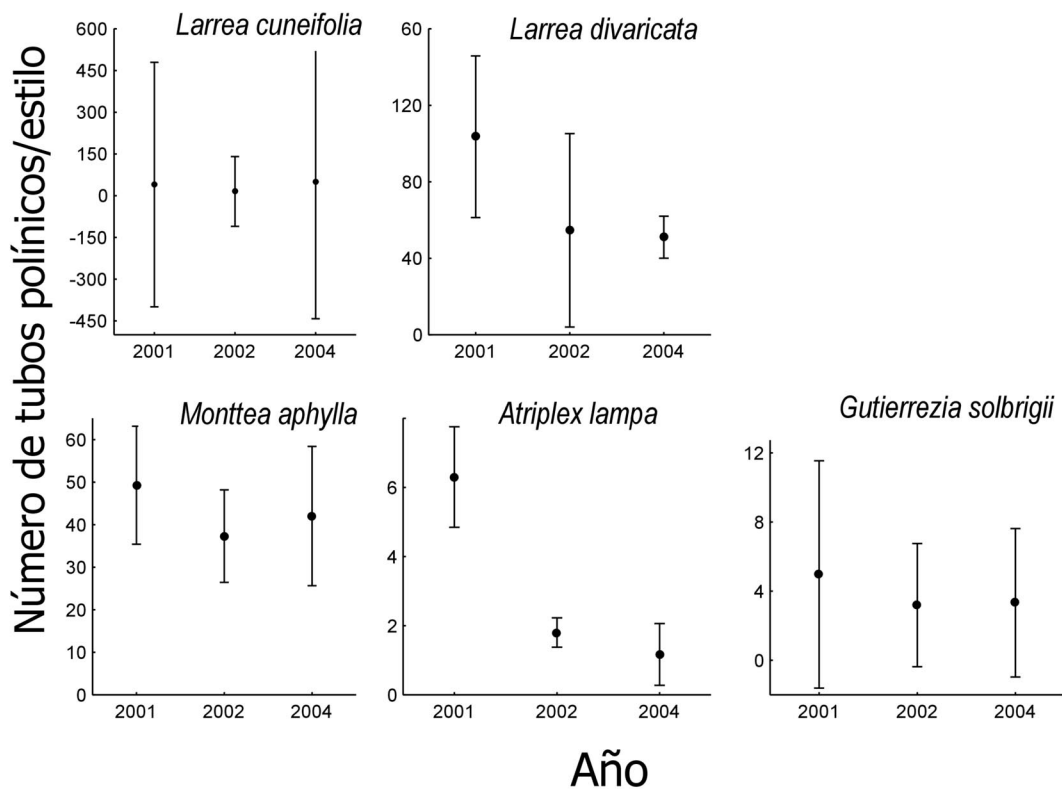 Número de tubos polínicos/estilo
Larrea cuneifolia
600
450
300
150
0
-150
-300
-450
2001 2002 2004
Larrea divaricata
60
120
80
40
0
2001 2002 2004
Monttea aphylla
60
50
40
30
20
10
0
2001 2002 2004
Atriplex lampa
6
4
2
0
2001 2002 2004
Gutierrezia solbrigii
12
8
4
0
2001 2002 2004
Año